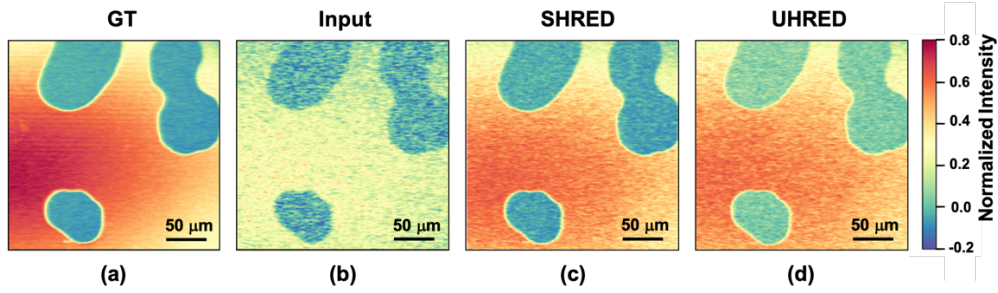 GT Input SHRED UHRED
0.8
0.6
0.4
0.2
0.0
-0.2
Normalized Intensity
50 μm 50 μm 50 μm 50 μm
(a) (b) (c) (d)